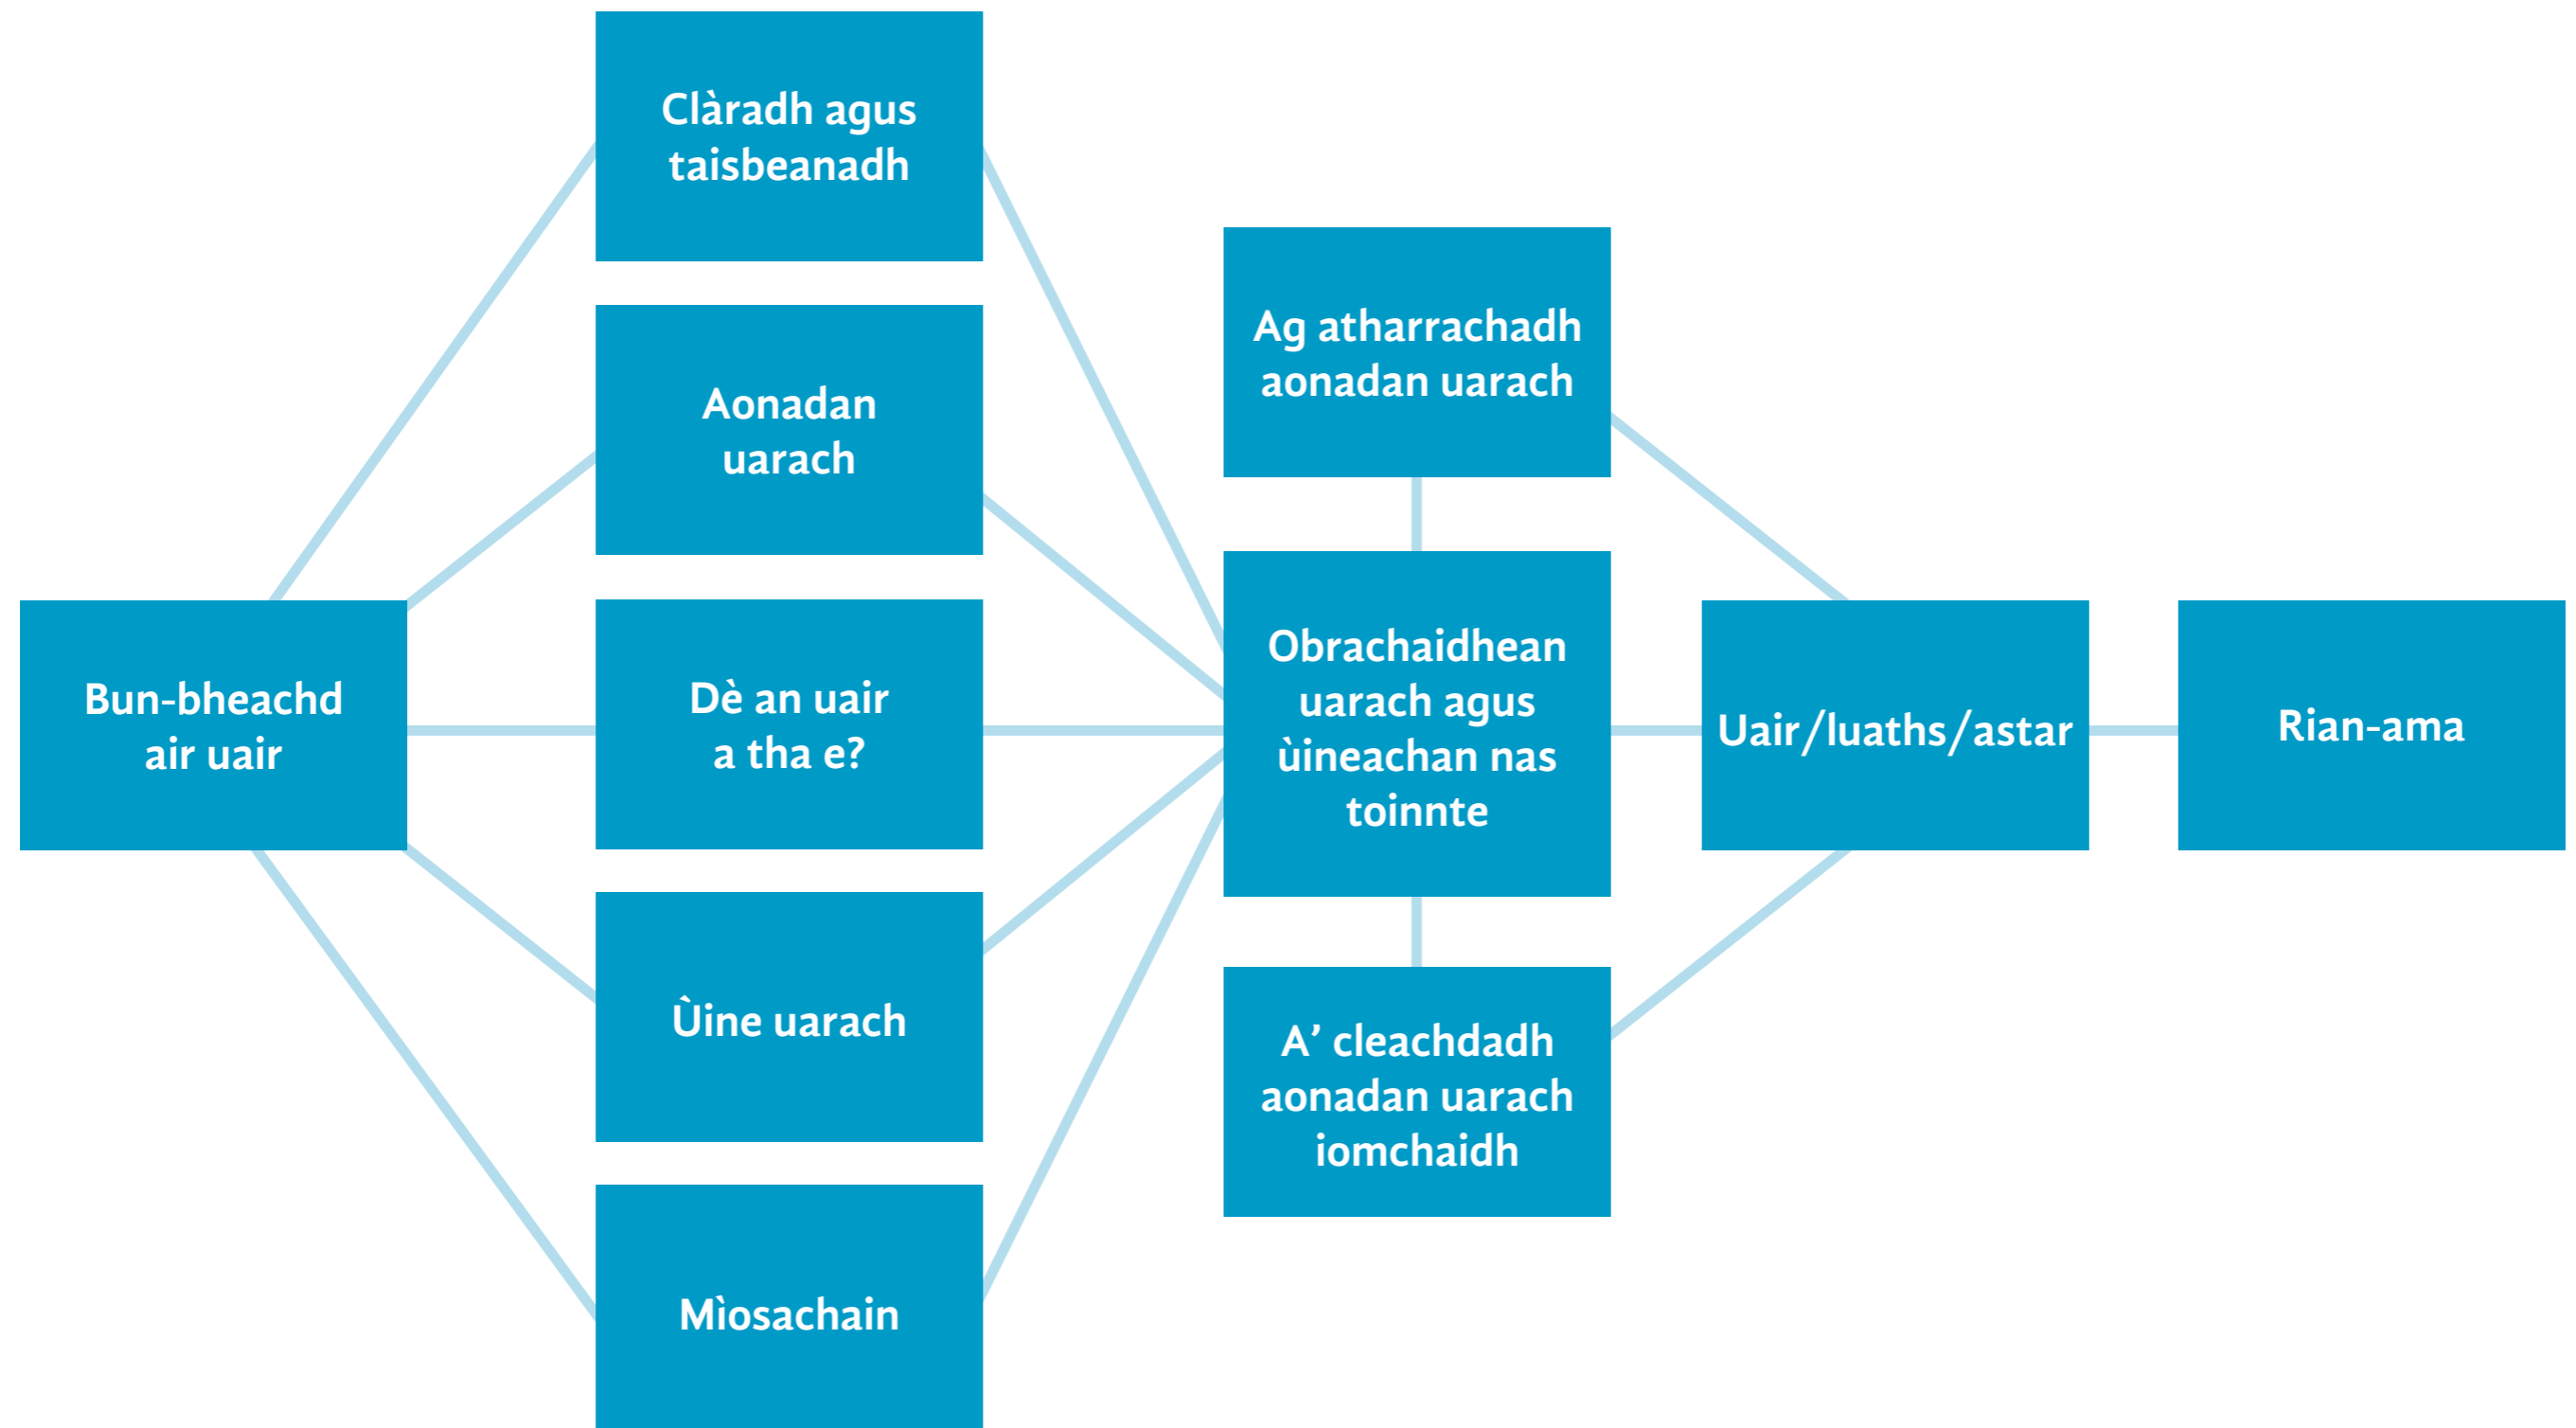 Clàradh agus
taisbeanadh
Aonadan
uarach
Bun-bheachd
air uair
Dè an uair
a tha e?
Ùine uarach
Mìosachain
Ag atharrachadh
aonadan uarach
Obrachaidhean
uarach agus
ùineachan nas
toinnte
A’ cleachdadh
aonadan uarach
iomchaidh
Uair/luaths/astar
Rian-ama